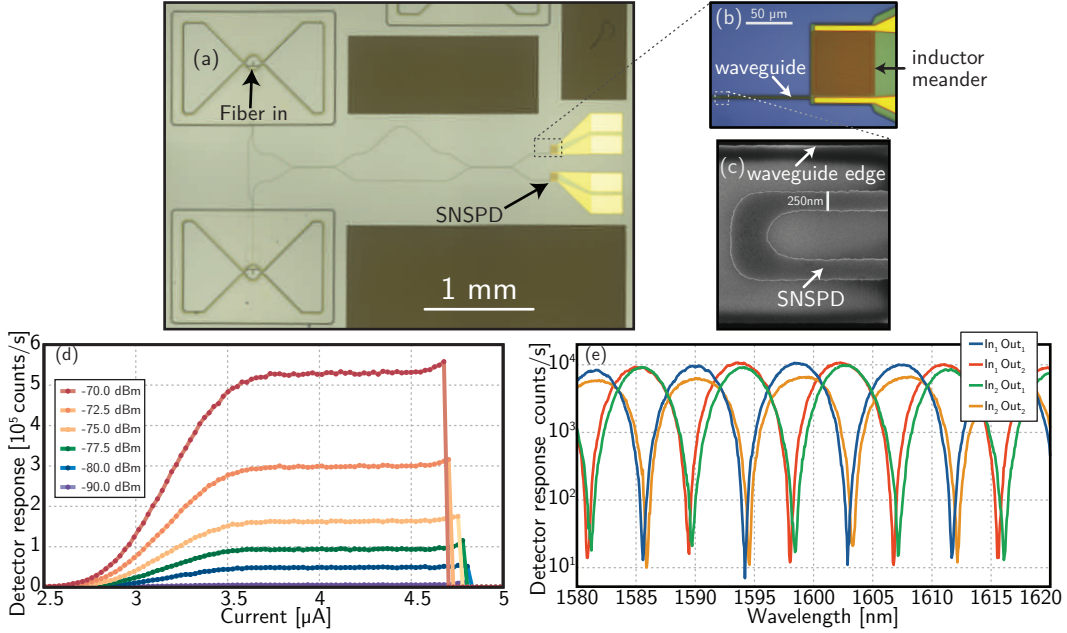 (a)
Fiber in
SNSPD
1 mm
(b)
50 µm
waveguide
inductor
meander
(c)
waveguide edge
250nm
SNSPD
(d)
Detector response [10⁵ counts/s]
6
5
4
3
2
1
0
-70.0 dBm
-72.5 dBm
-75.0 dBm
-77.5 dBm
-80.0 dBm
-90.0 dBm
2.5 3 3.5 4 4.5 5
Current [µA]
(e)
Detector response counts/s]
10⁴
10³
10²
10¹
In₁ Out₁
In₁ Out₂
In₂ Out₁
In₂ Out₂
1580 1585 1590 1595 1600 1605 1610 1615 1620
Wavelength [nm]